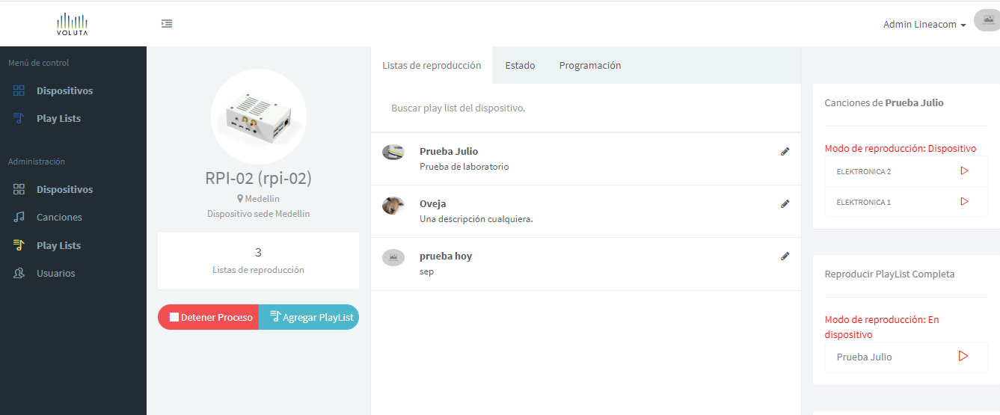 VOLUTA
Admin Lineacom
Menú de control
Dispositivos
Play Lists
Administración
Dispositivos
Canciones
Play Lists
Usuarios
RPI-02 (rpi-02)
Medellin
Dispositivo sede Medellin
3
Listas de reproducción
Detener Proceso
Agregar PlayList
Listas de reproducción
Estado
Programación
Buscar play list del dispositivo.
Prueba Julio
Prueba de laboratorio
Oveja
Una descripción cualquiera.
prueba hoy
sep
Canciones de Prueba Julio
Modo de reproducción: Dispositivo
ELEKTRONICA 2
ELEKTRONICA 1
Reproducir PlayList Completa
Modo de reproducción: En
dispositivo
Prueba Julio